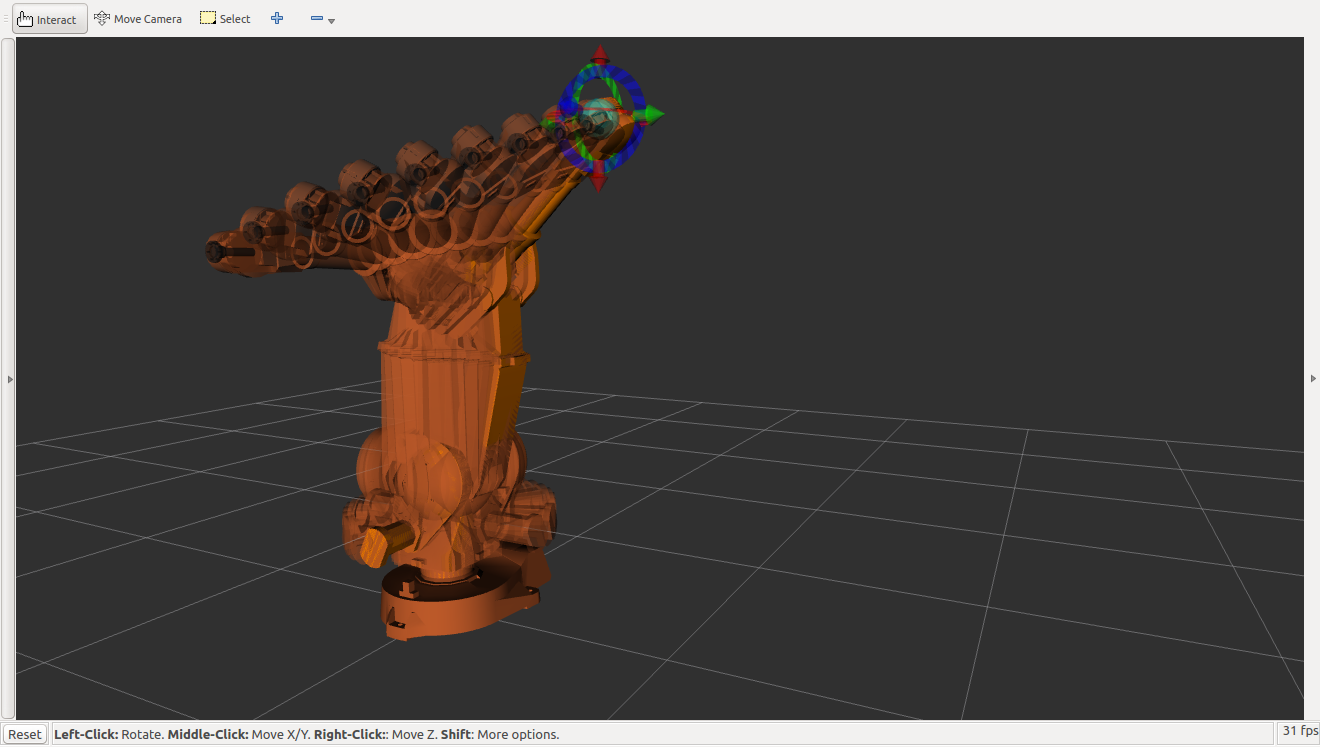 Interact Move Camera Select
Reset Left-Click: Rotate. Middle-Click: Move X/Y. Right-Click:: Move Z. Shift: More options. 31 fps